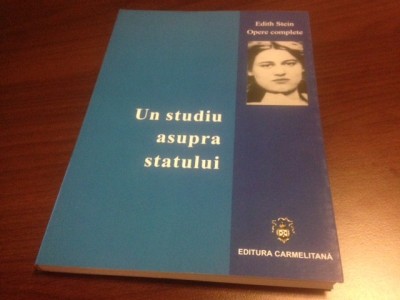 Edith Stein
Opere complete
Un studiu
asupra
statului
EDITURA CARMELITANĂ